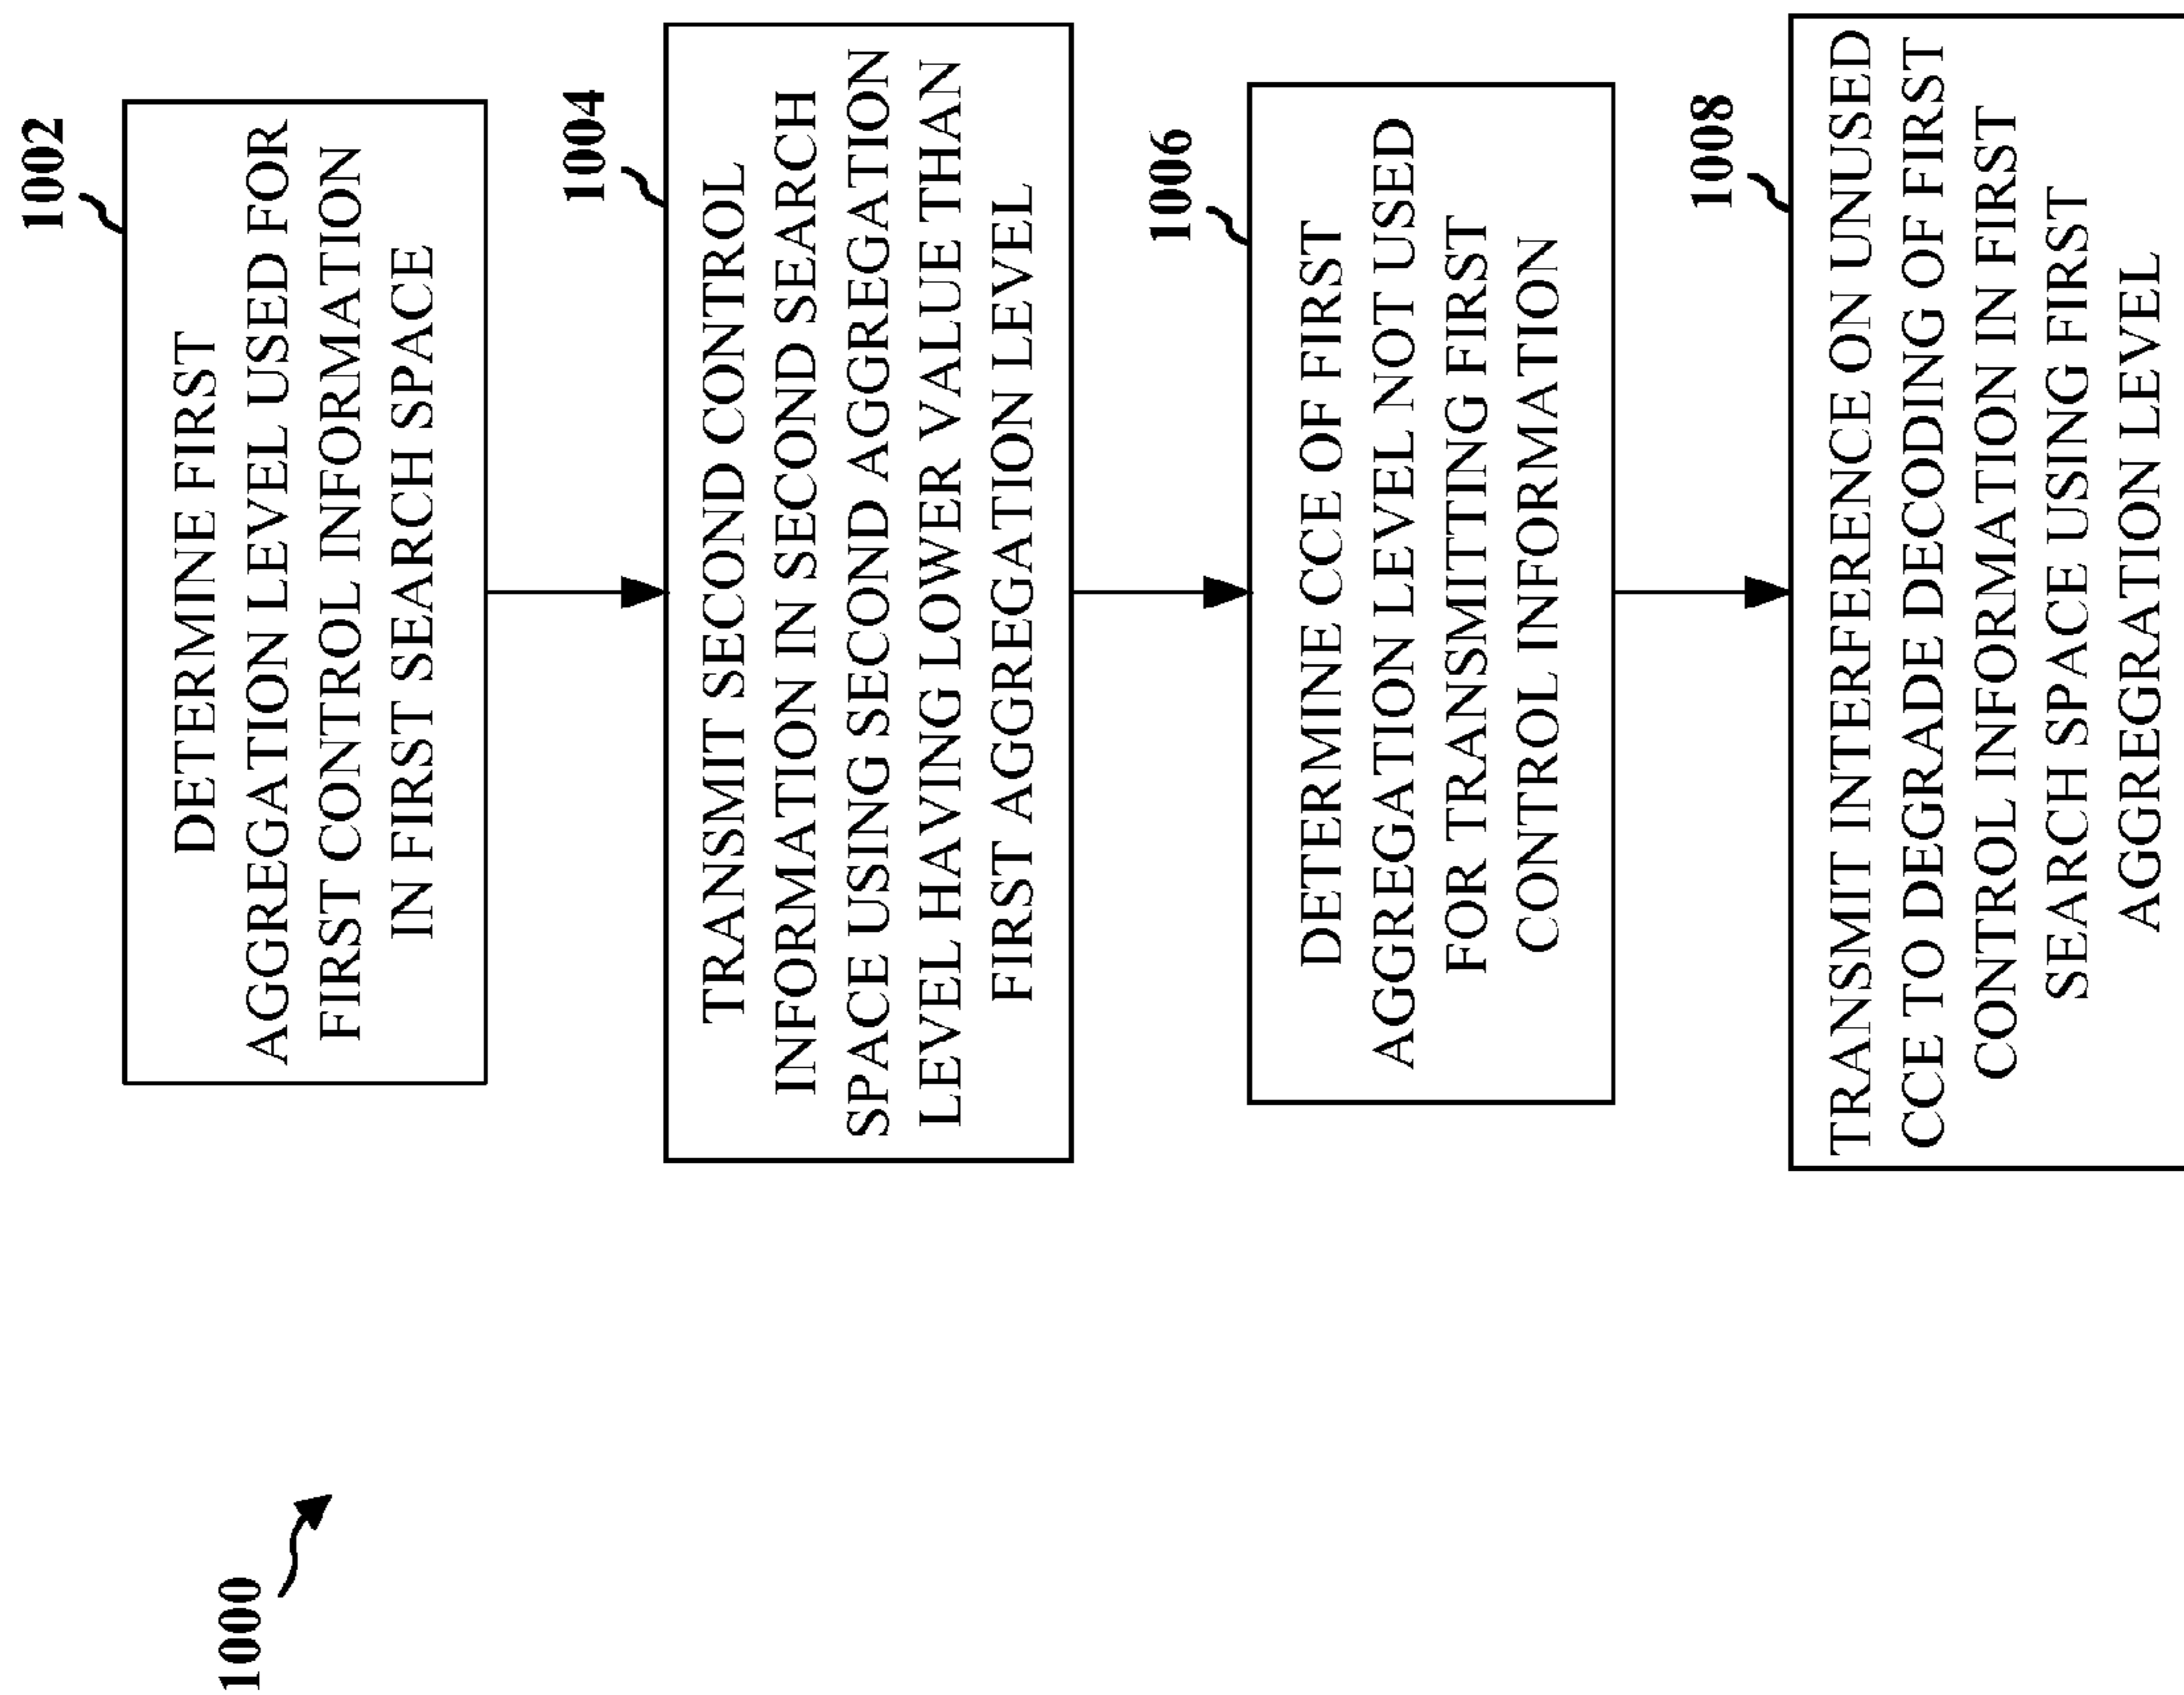 1000
1002
DETERMINE FIRST
AGGREGATION LEVEL USED FOR
FIRST CONTROL INFORMATION
IN FIRST SEARCH SPACE
1004
TRANSMIT SECOND CONTROL
INFORMATION IN SECOND SEARCH
SPACE USING SECOND AGGREGATION
LEVEL HAVING LOWER VALUE THAN
FIRST AGGREGATION LEVEL
1006
DETERMINE CCE OF FIRST
AGGREGATION LEVEL NOT USED
FOR TRANSMITTING FIRST
CONTROL INFORMATION
1008
TRANSMIT INTERFERENCE ON UNUSED
CCE TO DEGRADE DECODING OF FIRST
CONTROL INFORMATION IN FIRST
SEARCH SPACE USING FIRST
AGGREGRATION LEVEL